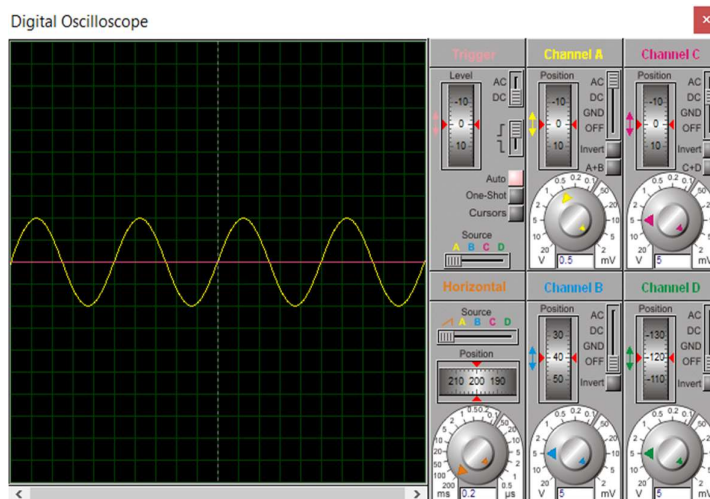 Digital Oscilloscope
Trigger
Level
-10
0
10
AC
DC
Auto
One-Shot
Cursors
Source
A B C D
Channel A
Position
-10
0
10
AC
DC
GND
OFF
Invert
A+B
V 0.5 mV
Channel C
Position
-10
0
10
AC
DC
GND
OFF
Invert
C+D
V 5 mV
Horizontal
Source
A B C D
Position
210 200 190
ms 0.2 µs
Channel B
Position
30
40
50
AC
DC
GND
OFF
Invert
V 5 mV
Channel D
Position
-130
-120
-110
AC
DC
GND
OFF
Invert
V 5 mV